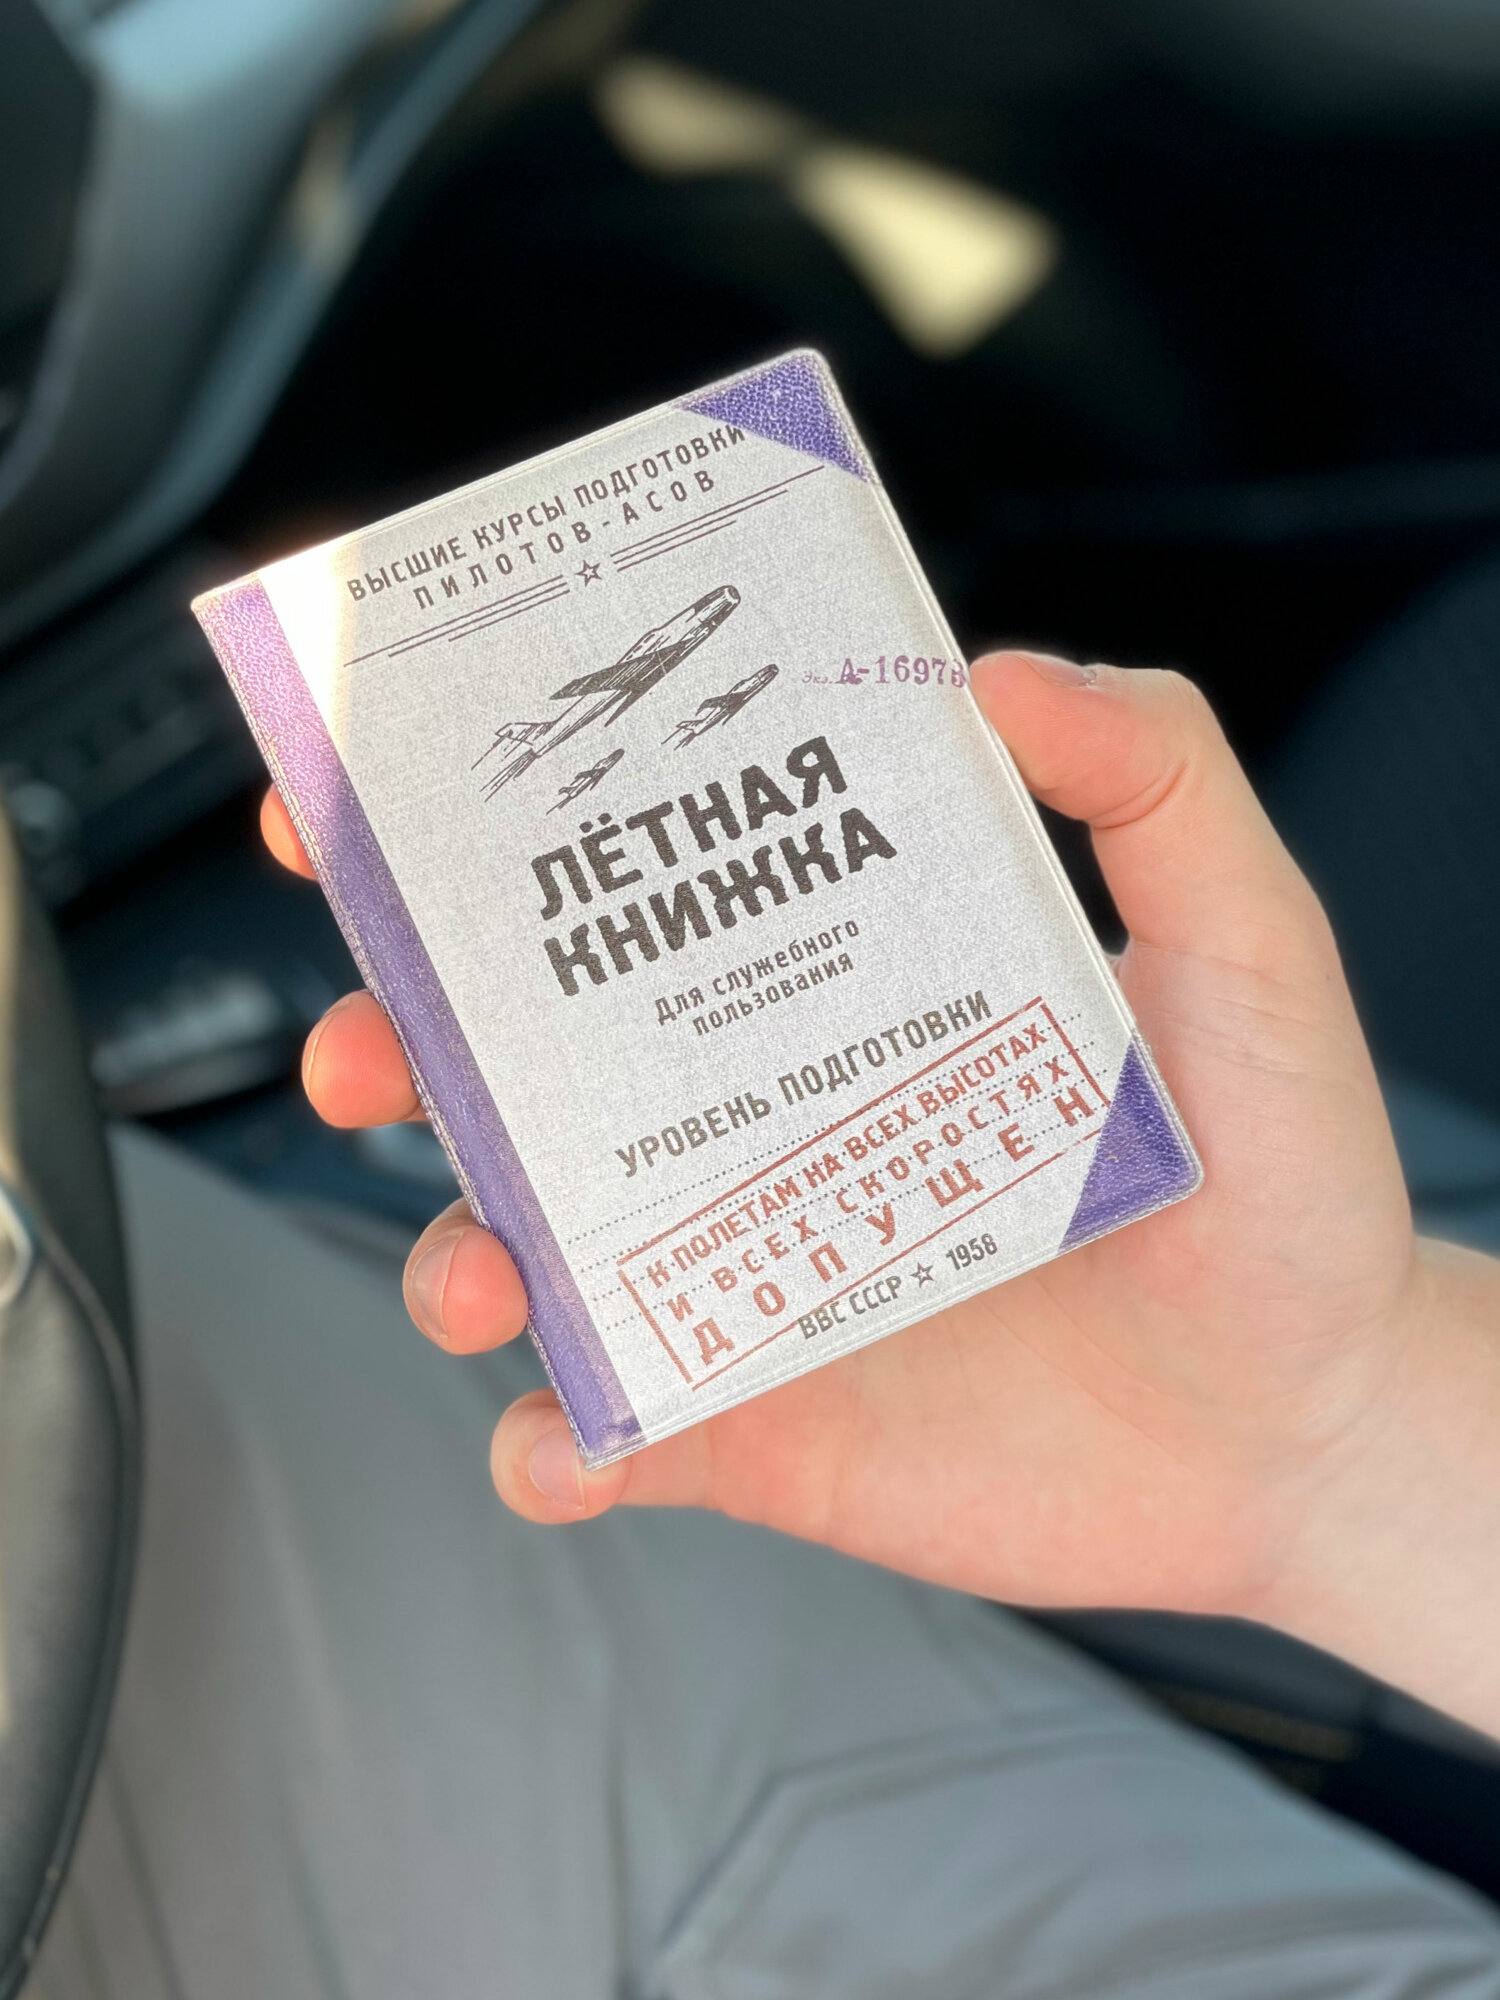 ВЫСШИЕ КУРСЫ ПОДГОТОВКИ
ПИЛОТОВ-АСОВ
Экз. А-16973
ЛЁТНАЯ
КНИЖКА
Для служебного
пользования
УРОВЕНЬ ПОДГОТОВКИ
К ПОЛЕТАМ НА ВСЕХ ВЫСОТАХ
И ВСЕХ СКОРОСТЯХ
ДОПУЩЕН
ВВС СССР ☆ 1958